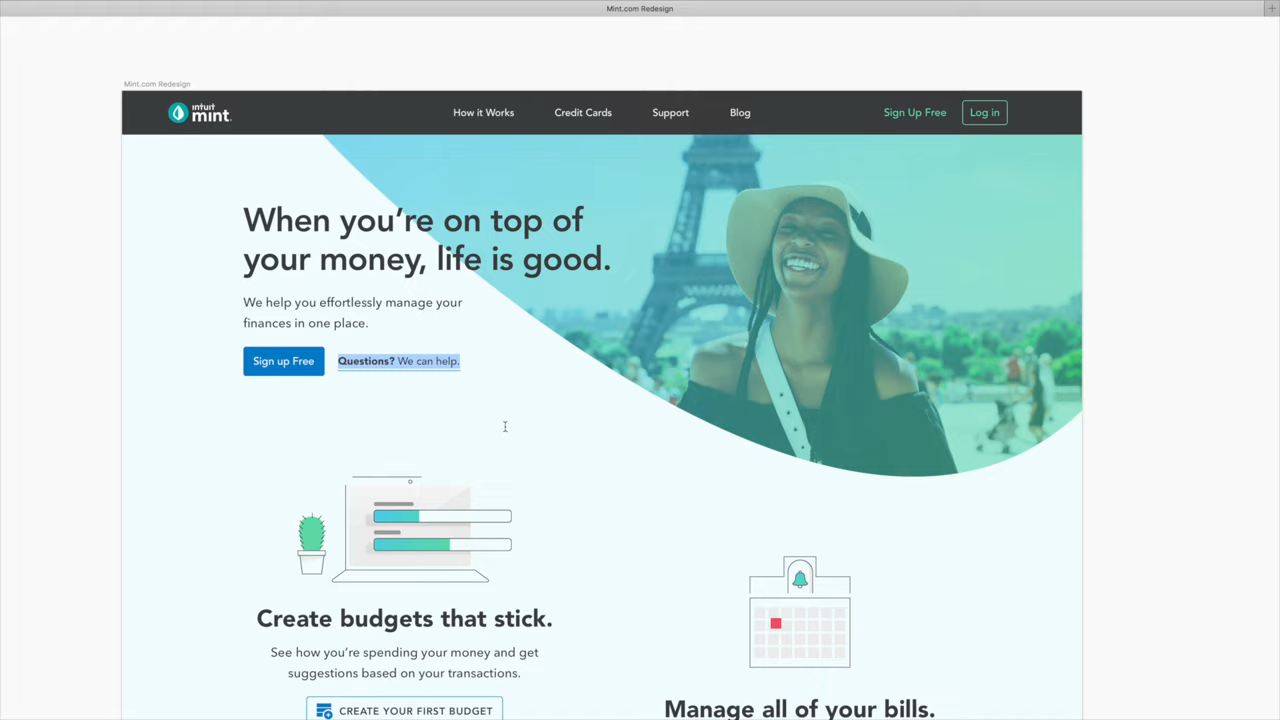 Mint.com Redesign
Mint.com Redesign
intuit
mint.
How it Works
Credit Cards
Support
Blog
Sign Up Free
Log in
When you’re on top of
your money, life is good.
We help you effortlessly manage your
finances in one place.
Sign up Free
Questions? We can help.
Create budgets that stick.
See how you’re spending your money and get
suggestions based on your transactions.
CREATE YOUR FIRST BUDGET
Manage all of your bills.